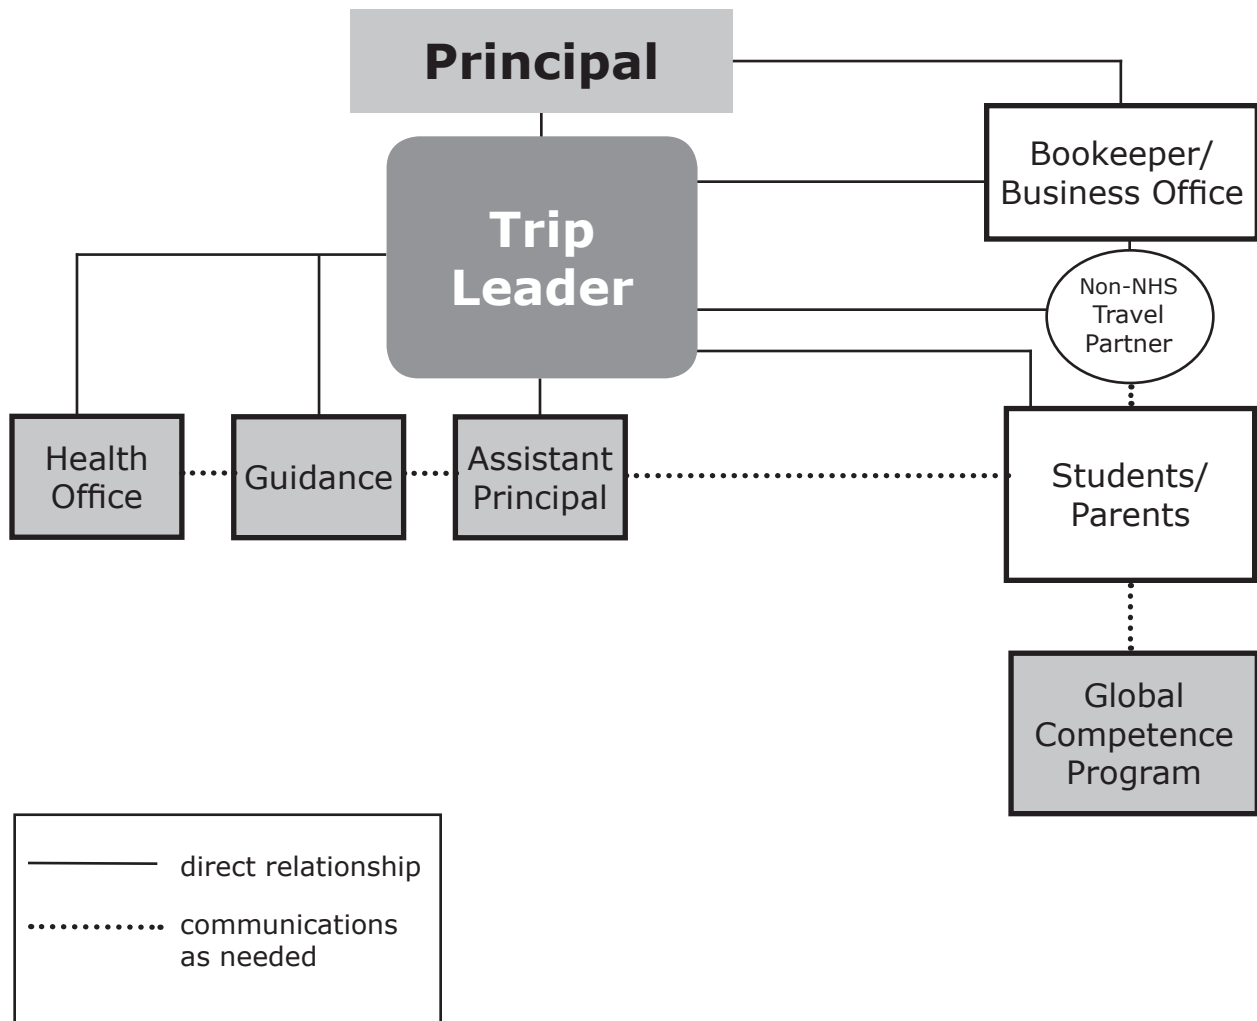 Principal
Bookeeper/
Business Office
Trip
Leader
Non-NHS
Travel
Partner
Health
Office
Guidance
Assistant
Principal
Students/
Parents
Global
Competence
Program
direct relationship
communications
as needed